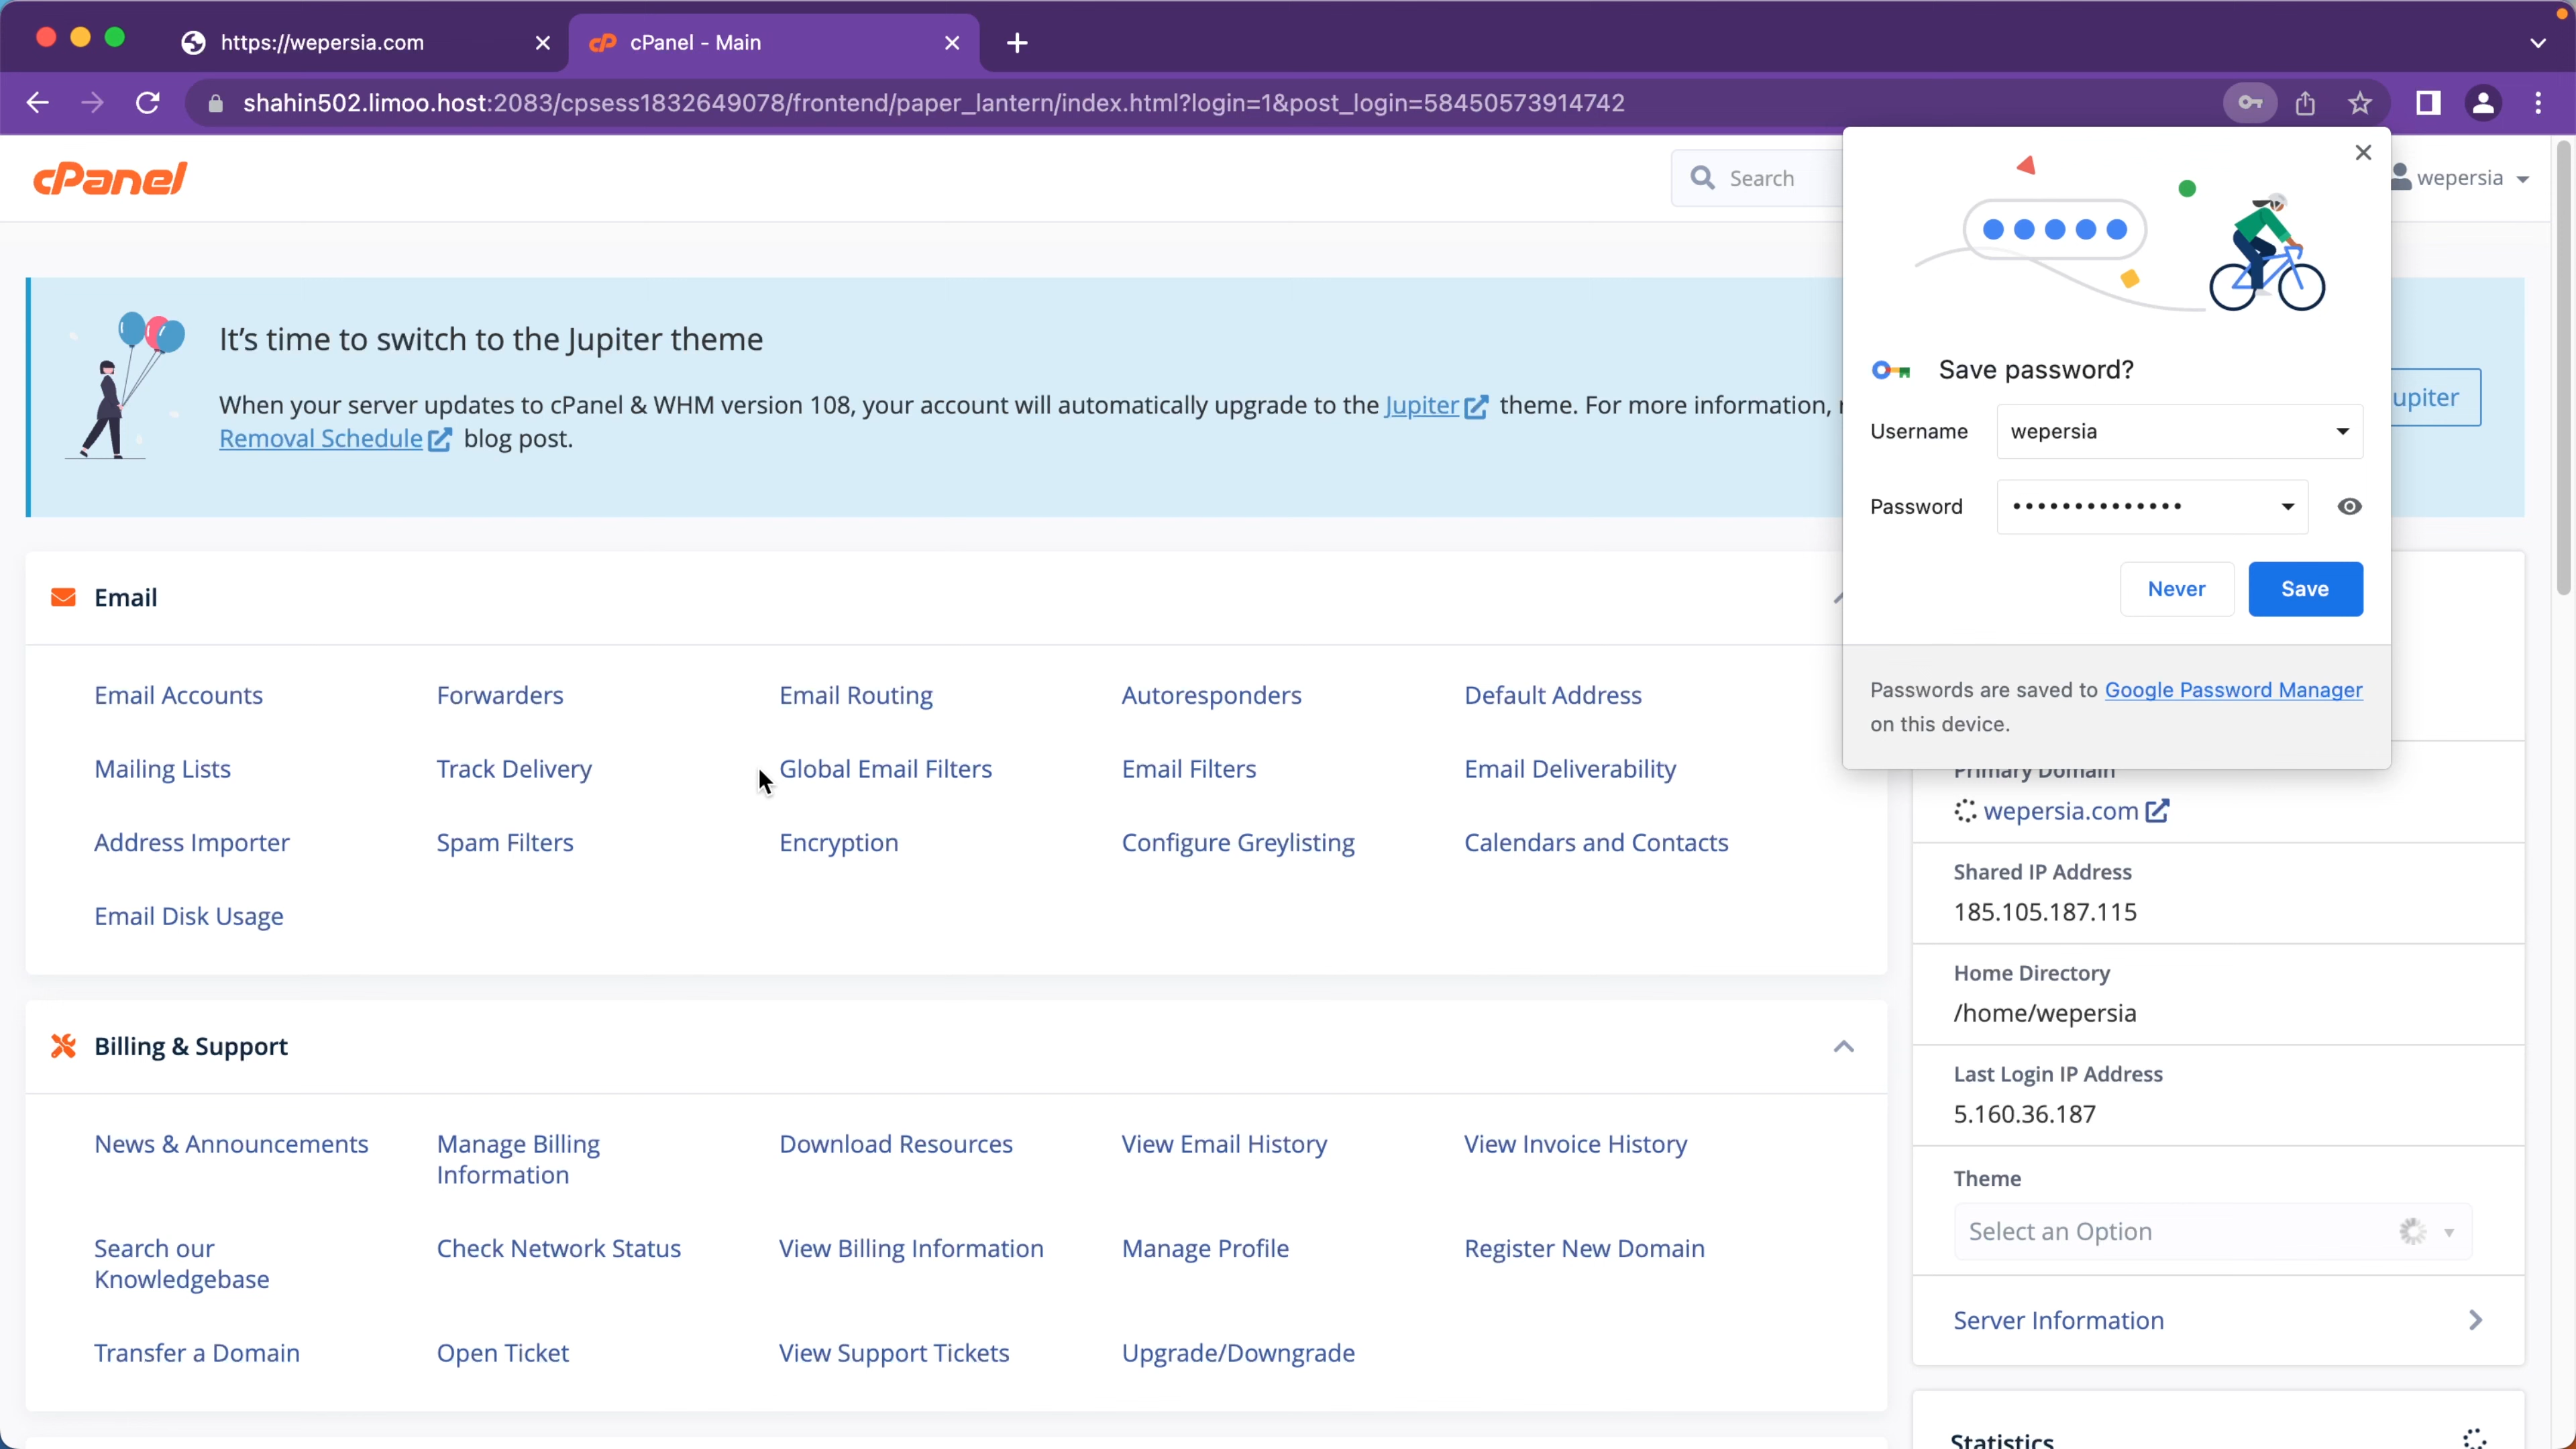 https://wepersia.com
cPanel - Main
shahin502.limoo.host:2083/cpsess1832649078/frontend/paper_lantern/index.html?login=1&post_login=58450573914742
cPanel
Search
wepersia
It's time to switch to the Jupiter theme
When your server updates to cPanel & WHM version 108, your account will automatically upgrade to the Jupiter theme. For more information,
Removal Schedule blog post.
upiter
Save password?
Username
wepersia
Password
••••••••••••••
Never
Save
Passwords are saved to Google Password Manager
on this device.
Email
Email Accounts
Forwarders
Email Routing
Autoresponders
Default Address
Mailing Lists
Track Delivery
Global Email Filters
Email Filters
Email Deliverability
Address Importer
Spam Filters
Encryption
Configure Greylisting
Calendars and Contacts
Email Disk Usage
Billing & Support
News & Announcements
Manage Billing
Information
Download Resources
View Email History
View Invoice History
Search our
Knowledgebase
Check Network Status
View Billing Information
Manage Profile
Register New Domain
Transfer a Domain
Open Ticket
View Support Tickets
Upgrade/Downgrade
Primary Domain
wepersia.com
Shared IP Address
185.105.187.115
Home Directory
/home/wepersia
Last Login IP Address
5.160.36.187
Theme
Select an Option
Server Information
Statistics